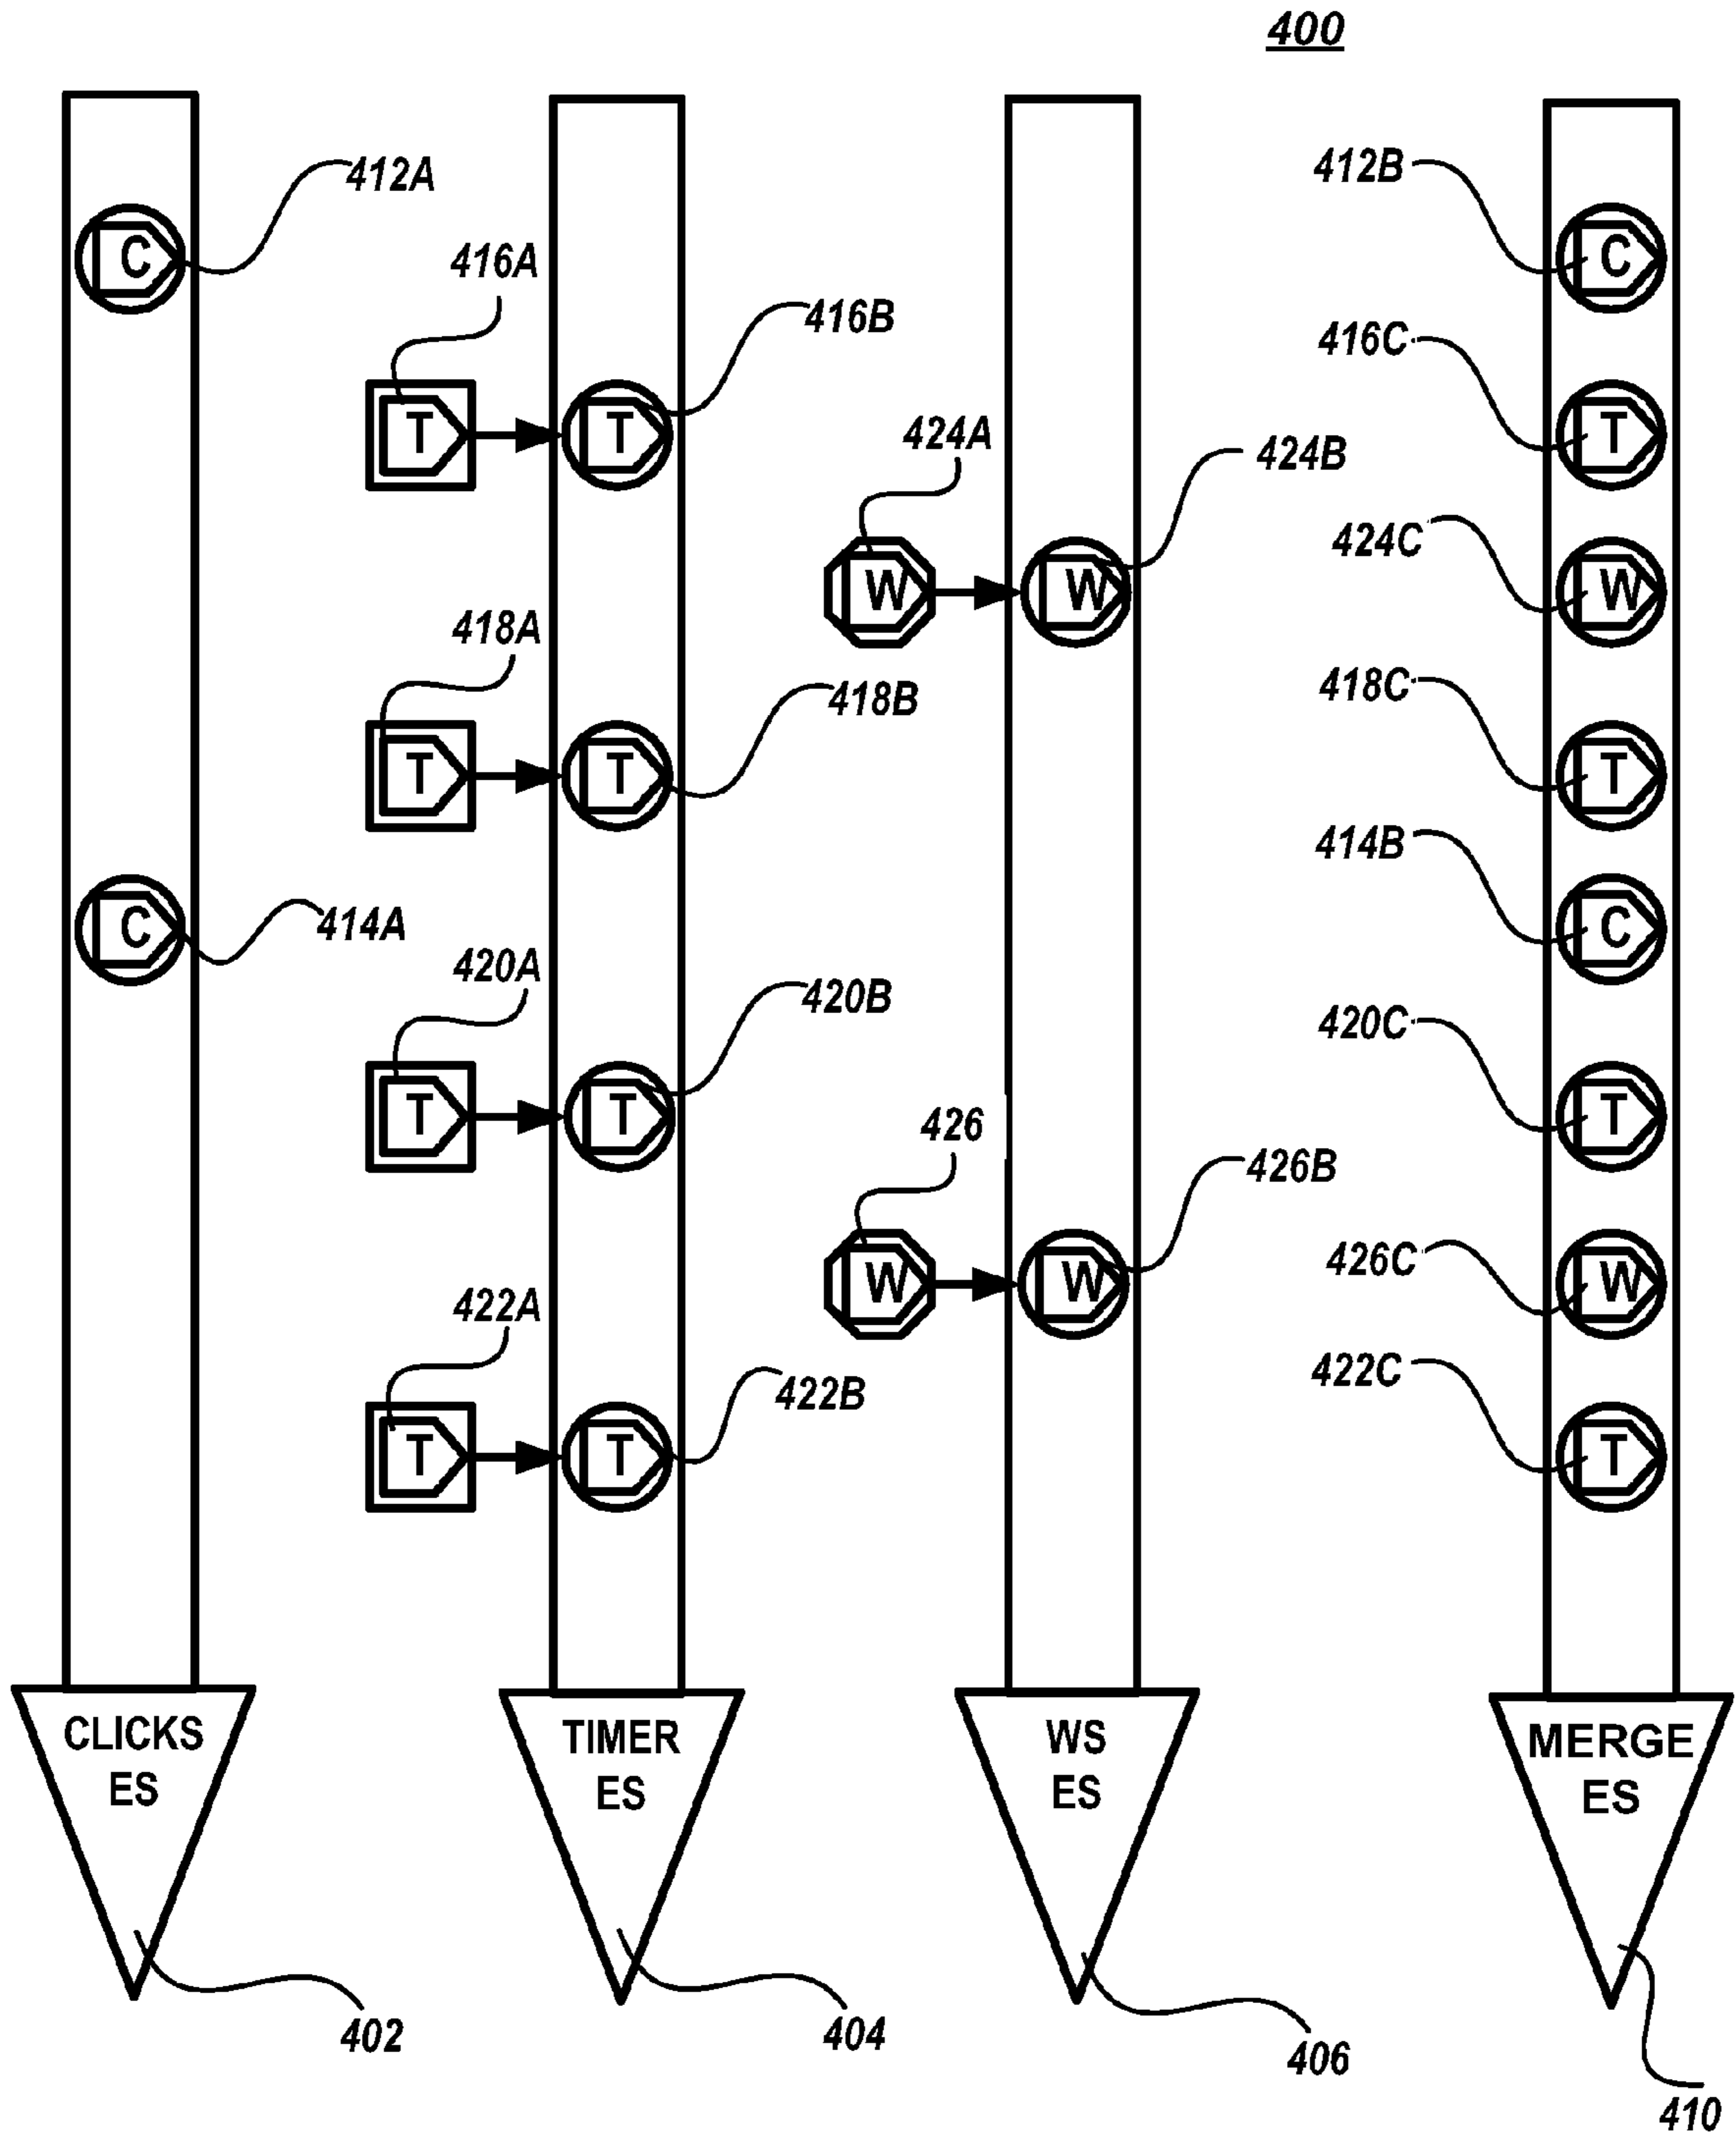 400
412A
412B
C
C
416A
416B
416C
T
T
T
424A
424B
424C
W
W
W
418A
418B
418C
T
T
T
414A
414B
C
C
420A
420B
420C
T
T
T
426
426B
426C
W
W
W
422A
422B
422C
T
T
T
CLICKS
ES
TIMER
ES
WS
ES
MERGE
ES
402
404
406
410